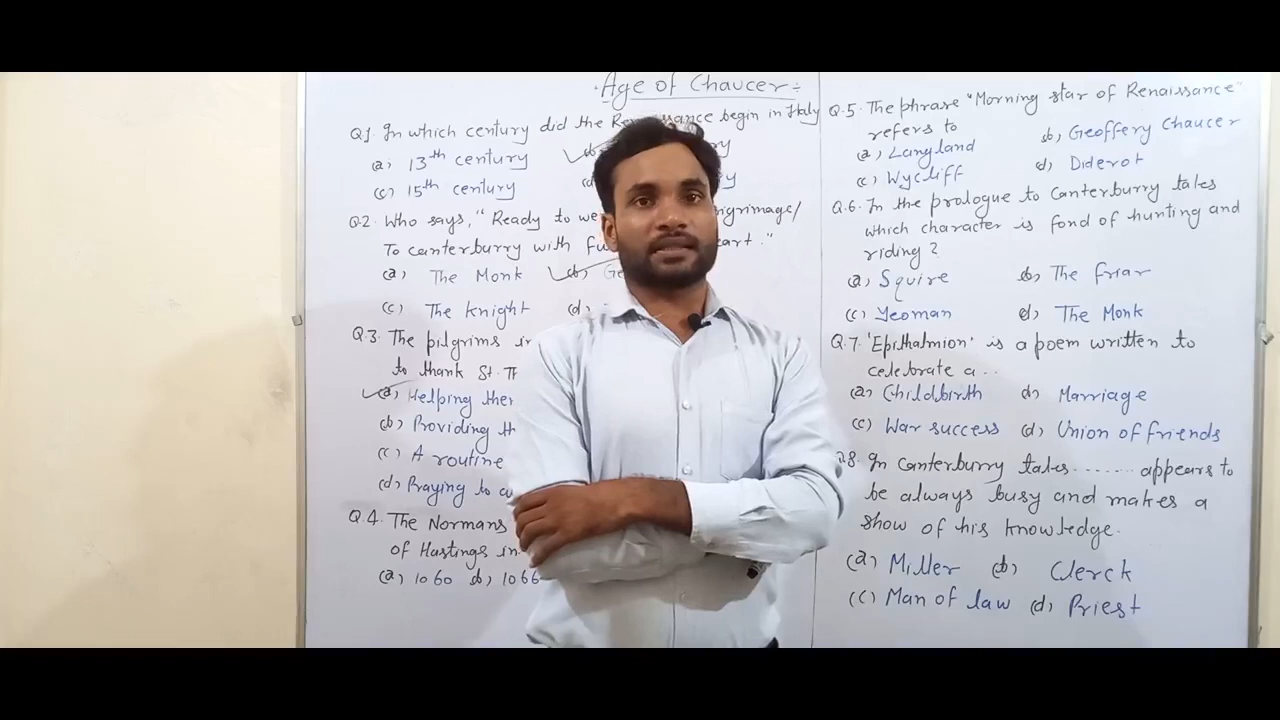 Age of Chaucer :-
Q1. In which century did the Renaissance begin in Italy
(a) 13th century (b)
(c) 15th century
Q2. Who says, "Ready to pilgrimage/
To canterburry with
(a) The Monk (b)
(c) The Knight (d)
Q.3. The pilgrims
to thank St.
(a) Helping
(b) Providing
(c) A routine
(d) Praying to
Q.4. The Normans
of Hastings in
(a) 1060 (b) 1066
Q.5. The phrase "Morning star of Renaissance"
refers to
(a) Langland (b) Geoffery Chaucer
(c) Wycliff (d) Diderot
Q.6. In the prologue to Canterburry tales
which character is fond of hunting and
riding?
(a) Squire (b) The friar
(c) Yeoman (d) The Monk
Q.7. 'Epithalmion' is a poem written to
celebrate a...
(a) Childbirth (b) Marriage
(c) War success (d) Union of friends
Q8. In Canterburry tales ....... appears to
be always busy and makes a
show of his knowledge.
(a) Miller (b) Clerck
(c) Man of law (d) Priest